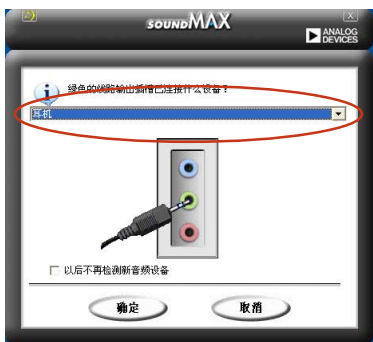 SOUNDMAX
ANALOG
DEVICES
绿色的线路输出插槽已连接什么设备?
耳机
以后不再检测新音频设备
确定
取消